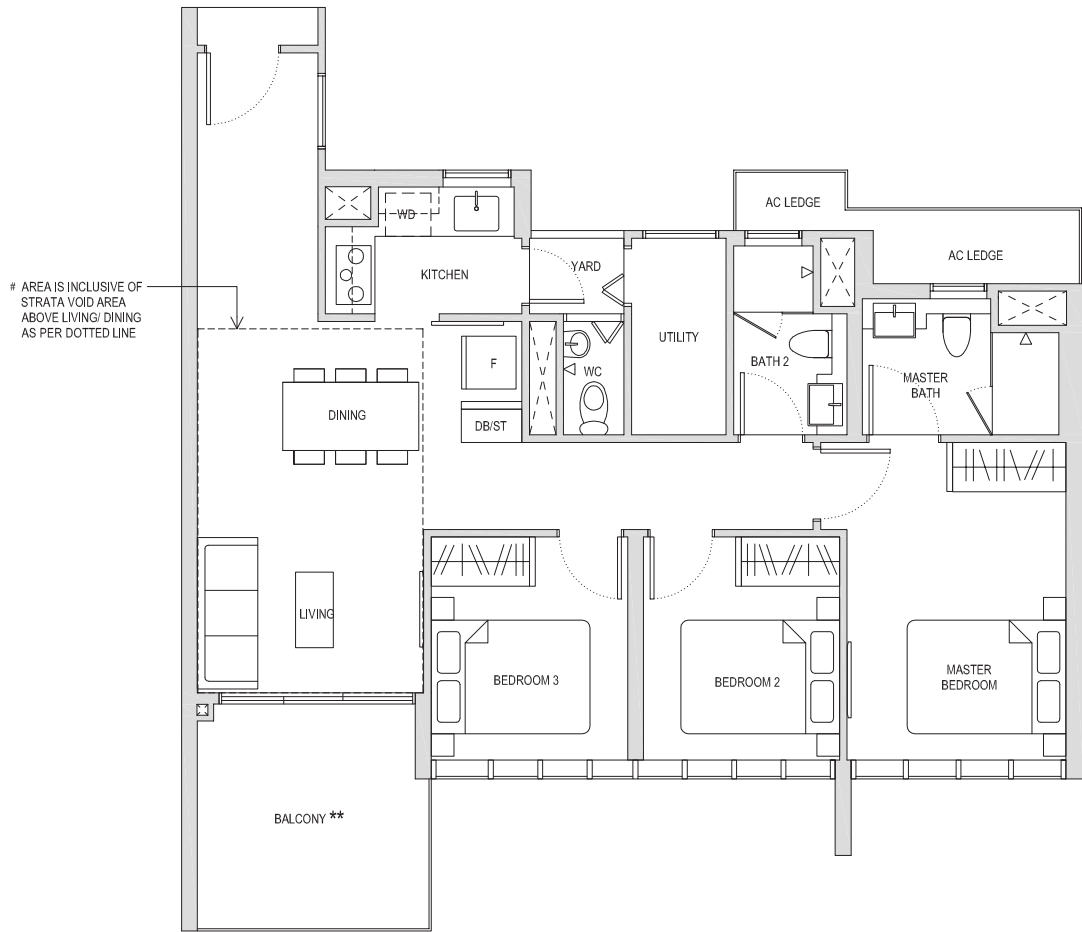 AC LEDGE
WD
AC LEDGE
KITCHEN
YARD
# AREA IS INCLUSIVE OF
STRATA VOID AREA
ABOVE LIVING/ DINING
AS PER DOTTED LINE
UTILITY
F
WC
BATH 2
MASTER
BATH
DINING
DB/ST
LIVING
BEDROOM 3
BEDROOM 2
MASTER
BEDROOM
BALCONY **